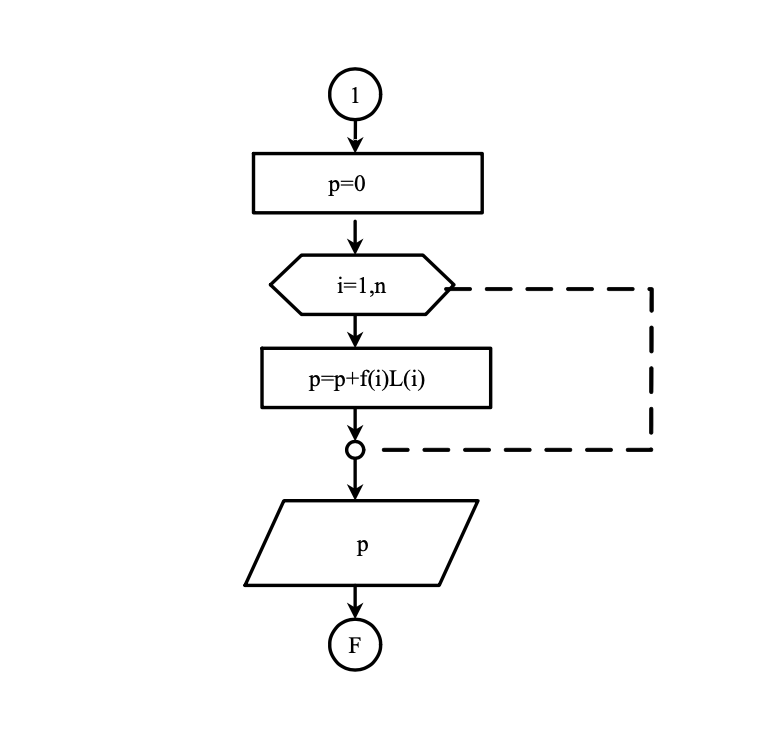 1
p=0
i=1,n
p=p+f(i)L(i)
p
F